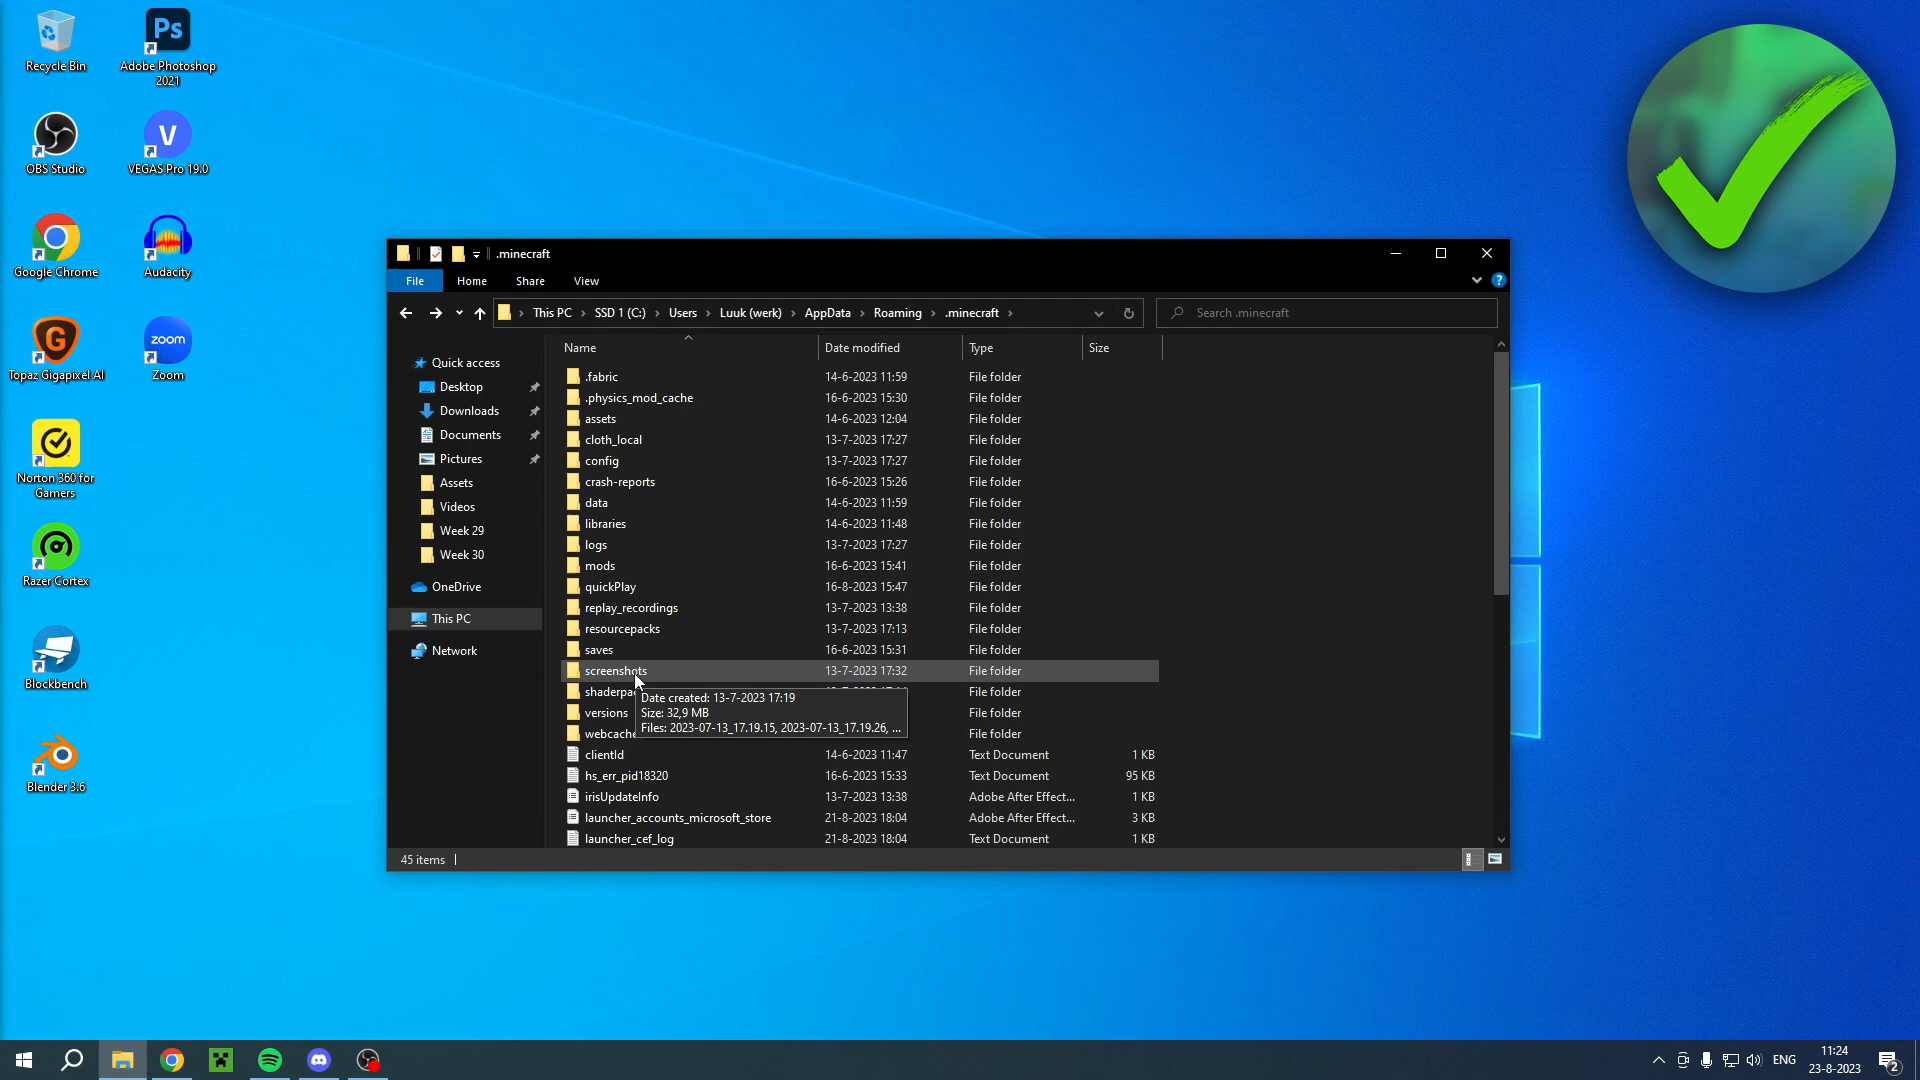 Recycle Bin
Ps
Adobe Photoshop
2021
OBS Studio
V
VEGAS Pro 19.0
Google Chrome
Audacity
Topaz Gigapixel AI
zoom
Zoom
Norton 360 for
Gamers
Razer Cortex
Blockbench
Blender 3.6
.minecraft
File Home Share View
This PC SSD 1 (C:) Users Luuk (werk) AppData Roaming .minecraft
Search .minecraft
Quick access
Desktop
Downloads
Documents
Pictures
Assets
Videos
Week 29
Week 30
OneDrive
This PC
Network
Name Date modified Type Size
.fabric 14-6-2023 11:59 File folder
.physics_mod_cache 16-6-2023 15:30 File folder
assets 14-6-2023 12:04 File folder
cloth_local 13-7-2023 17:27 File folder
config 13-7-2023 17:27 File folder
crash-reports 16-6-2023 15:26 File folder
data 14-6-2023 11:59 File folder
libraries 14-6-2023 11:48 File folder
logs 13-7-2023 17:27 File folder
mods 16-6-2023 15:41 File folder
quickPlay 16-8-2023 15:47 File folder
replay_recordings 13-7-2023 13:38 File folder
resourcepacks 13-7-2023 17:13 File folder
saves 16-6-2023 15:31 File folder
screenshots 13-7-2023 17:32 File folder
shaderpa File folder
versions File folder
webcache File folder
Date created: 13-7-2023 17:19
Size: 32,9 MB
Files: 2023-07-13_17.19.15, 2023-07-13_17.19.26, ...
clientId 14-6-2023 11:47 Text Document 1 KB
hs_err_pid18320 16-6-2023 15:33 Text Document 95 KB
irisUpdateInfo 13-7-2023 13:38 Adobe After Effect... 1 KB
launcher_accounts_microsoft_store 21-8-2023 18:04 Adobe After Effect... 3 KB
launcher_cef_log 21-8-2023 18:04 Text Document 1 KB
45 items
ENG
11:24
23-8-2023
2